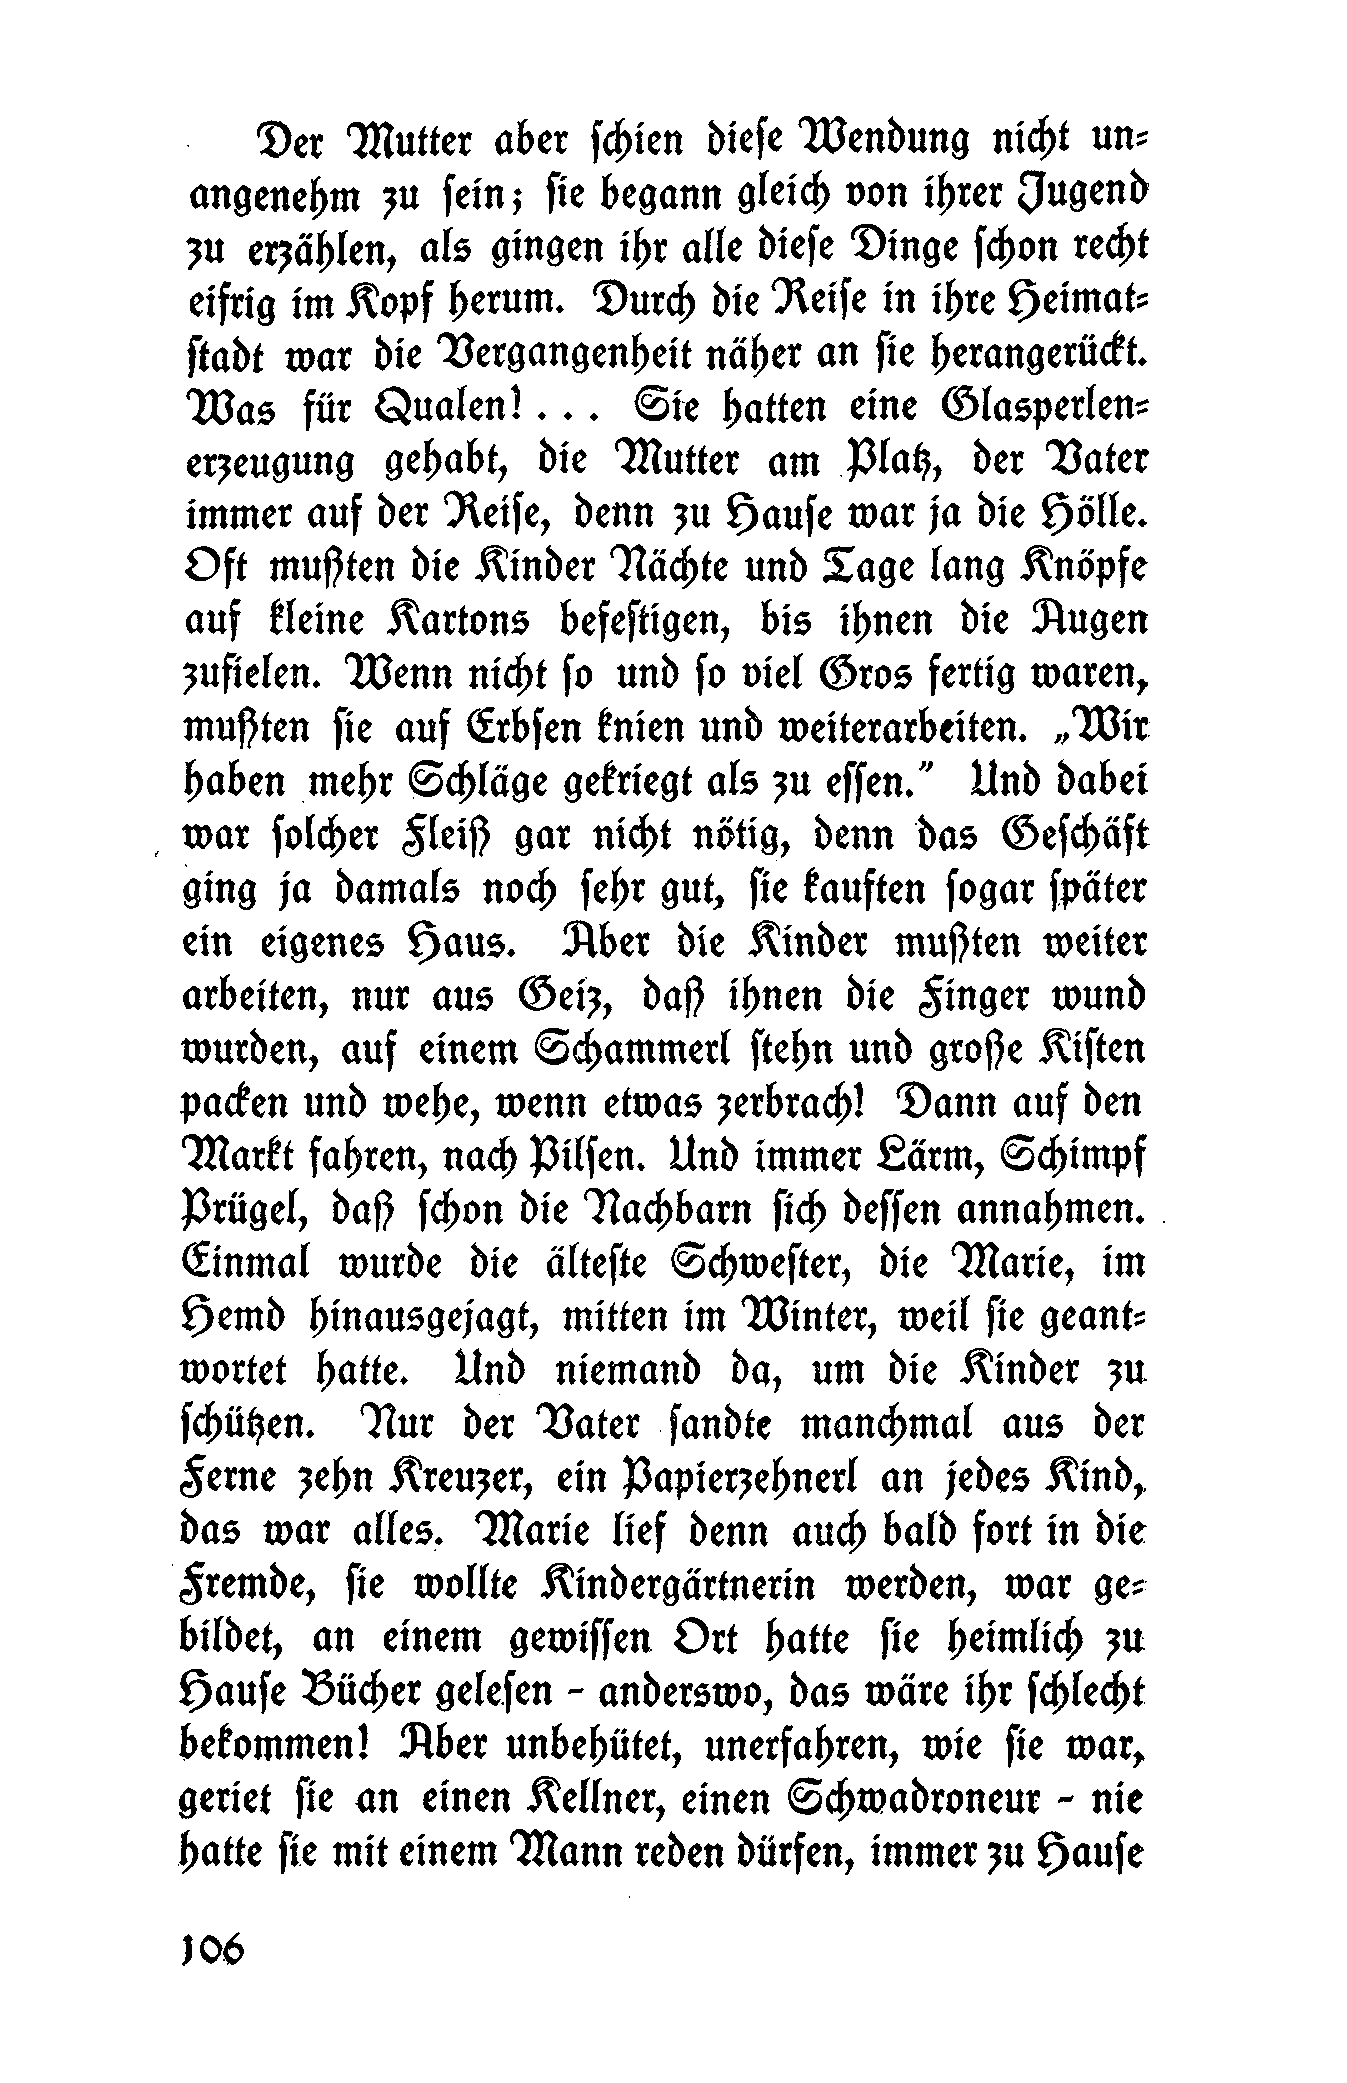 Der Mutter aber schien diese Wendung nicht un-
angenehm zu sein; sie begann gleich von ihrer Jugend
zu erzählen, als gingen ihr alle diese Dinge schon recht
eifrig im Kopf herum. Durch die Reise in ihre Heimat-
stadt war die Vergangenheit näher an sie herangerückt.
Was für Qualen! . . . Sie hatten eine Glasperlen-
erzeugung gehabt, die Mutter am Platz, der Vater
immer auf der Reise, denn zu Hause war ja die Hölle.
Oft mußten die Kinder Nächte und Tage lang Knöpfe
auf kleine Kartons befestigen, bis ihnen die Augen
zufielen. Wenn nicht so und so viel Gros fertig waren,
mußten sie auf Erbsen knien und weiterarbeiten. „Wir
haben mehr Schläge gekriegt als zu essen.” Und dabei
war solcher Fleiß gar nicht nötig, denn das Geschäft
ging ja damals noch sehr gut, sie kauften sogar später
ein eigenes Haus. Aber die Kinder mußten weiter
arbeiten, nur aus Geiz, daß ihnen die Finger wund
wurden, auf einem Schammerl stehn und große Kisten
packen und wehe, wenn etwas zerbrach! Dann auf den
Markt fahren, nach Pilsen. Und immer Lärm, Schimpf
Prügel, daß schon die Nachbarn sich dessen annahmen.
Einmal wurde die älteste Schwester, die Marie, im
Hemd hinausgejagt, mitten im Winter, weil sie geant-
wortet hatte. Und niemand da, um die Kinder zu
schützen. Nur der Vater sandte manchmal aus der
Ferne zehn Kreuzer, ein Papierzehnerl an jedes Kind,
das war alles. Marie lief denn auch bald fort in die
Fremde, sie wollte Kindergärtnerin werden, war ge-
bildet, an einem gewissen Ort hatte sie heimlich zu
Hause Bücher gelesen - anderswo, das wäre ihr schlecht
bekommen! Aber unbehütet, unerfahren, wie sie war,
geriet sie an einen Kellner, einen Schwadroneur - nie
hatte sie mit einem Mann reden dürfen, immer zu Hause
106